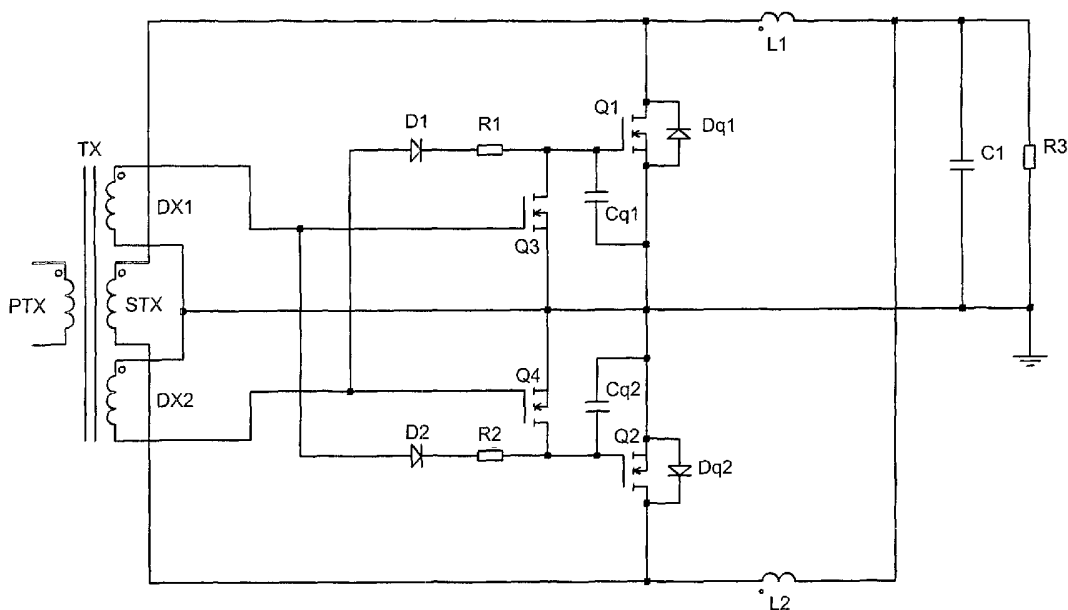 L1
Q1
Dq1
D1
R1
C1
R3
TX
DX1
Cq1
Q3
PTX
STX
Q4
Cq2
DX2
D2
R2
Q2
Dq2
L2